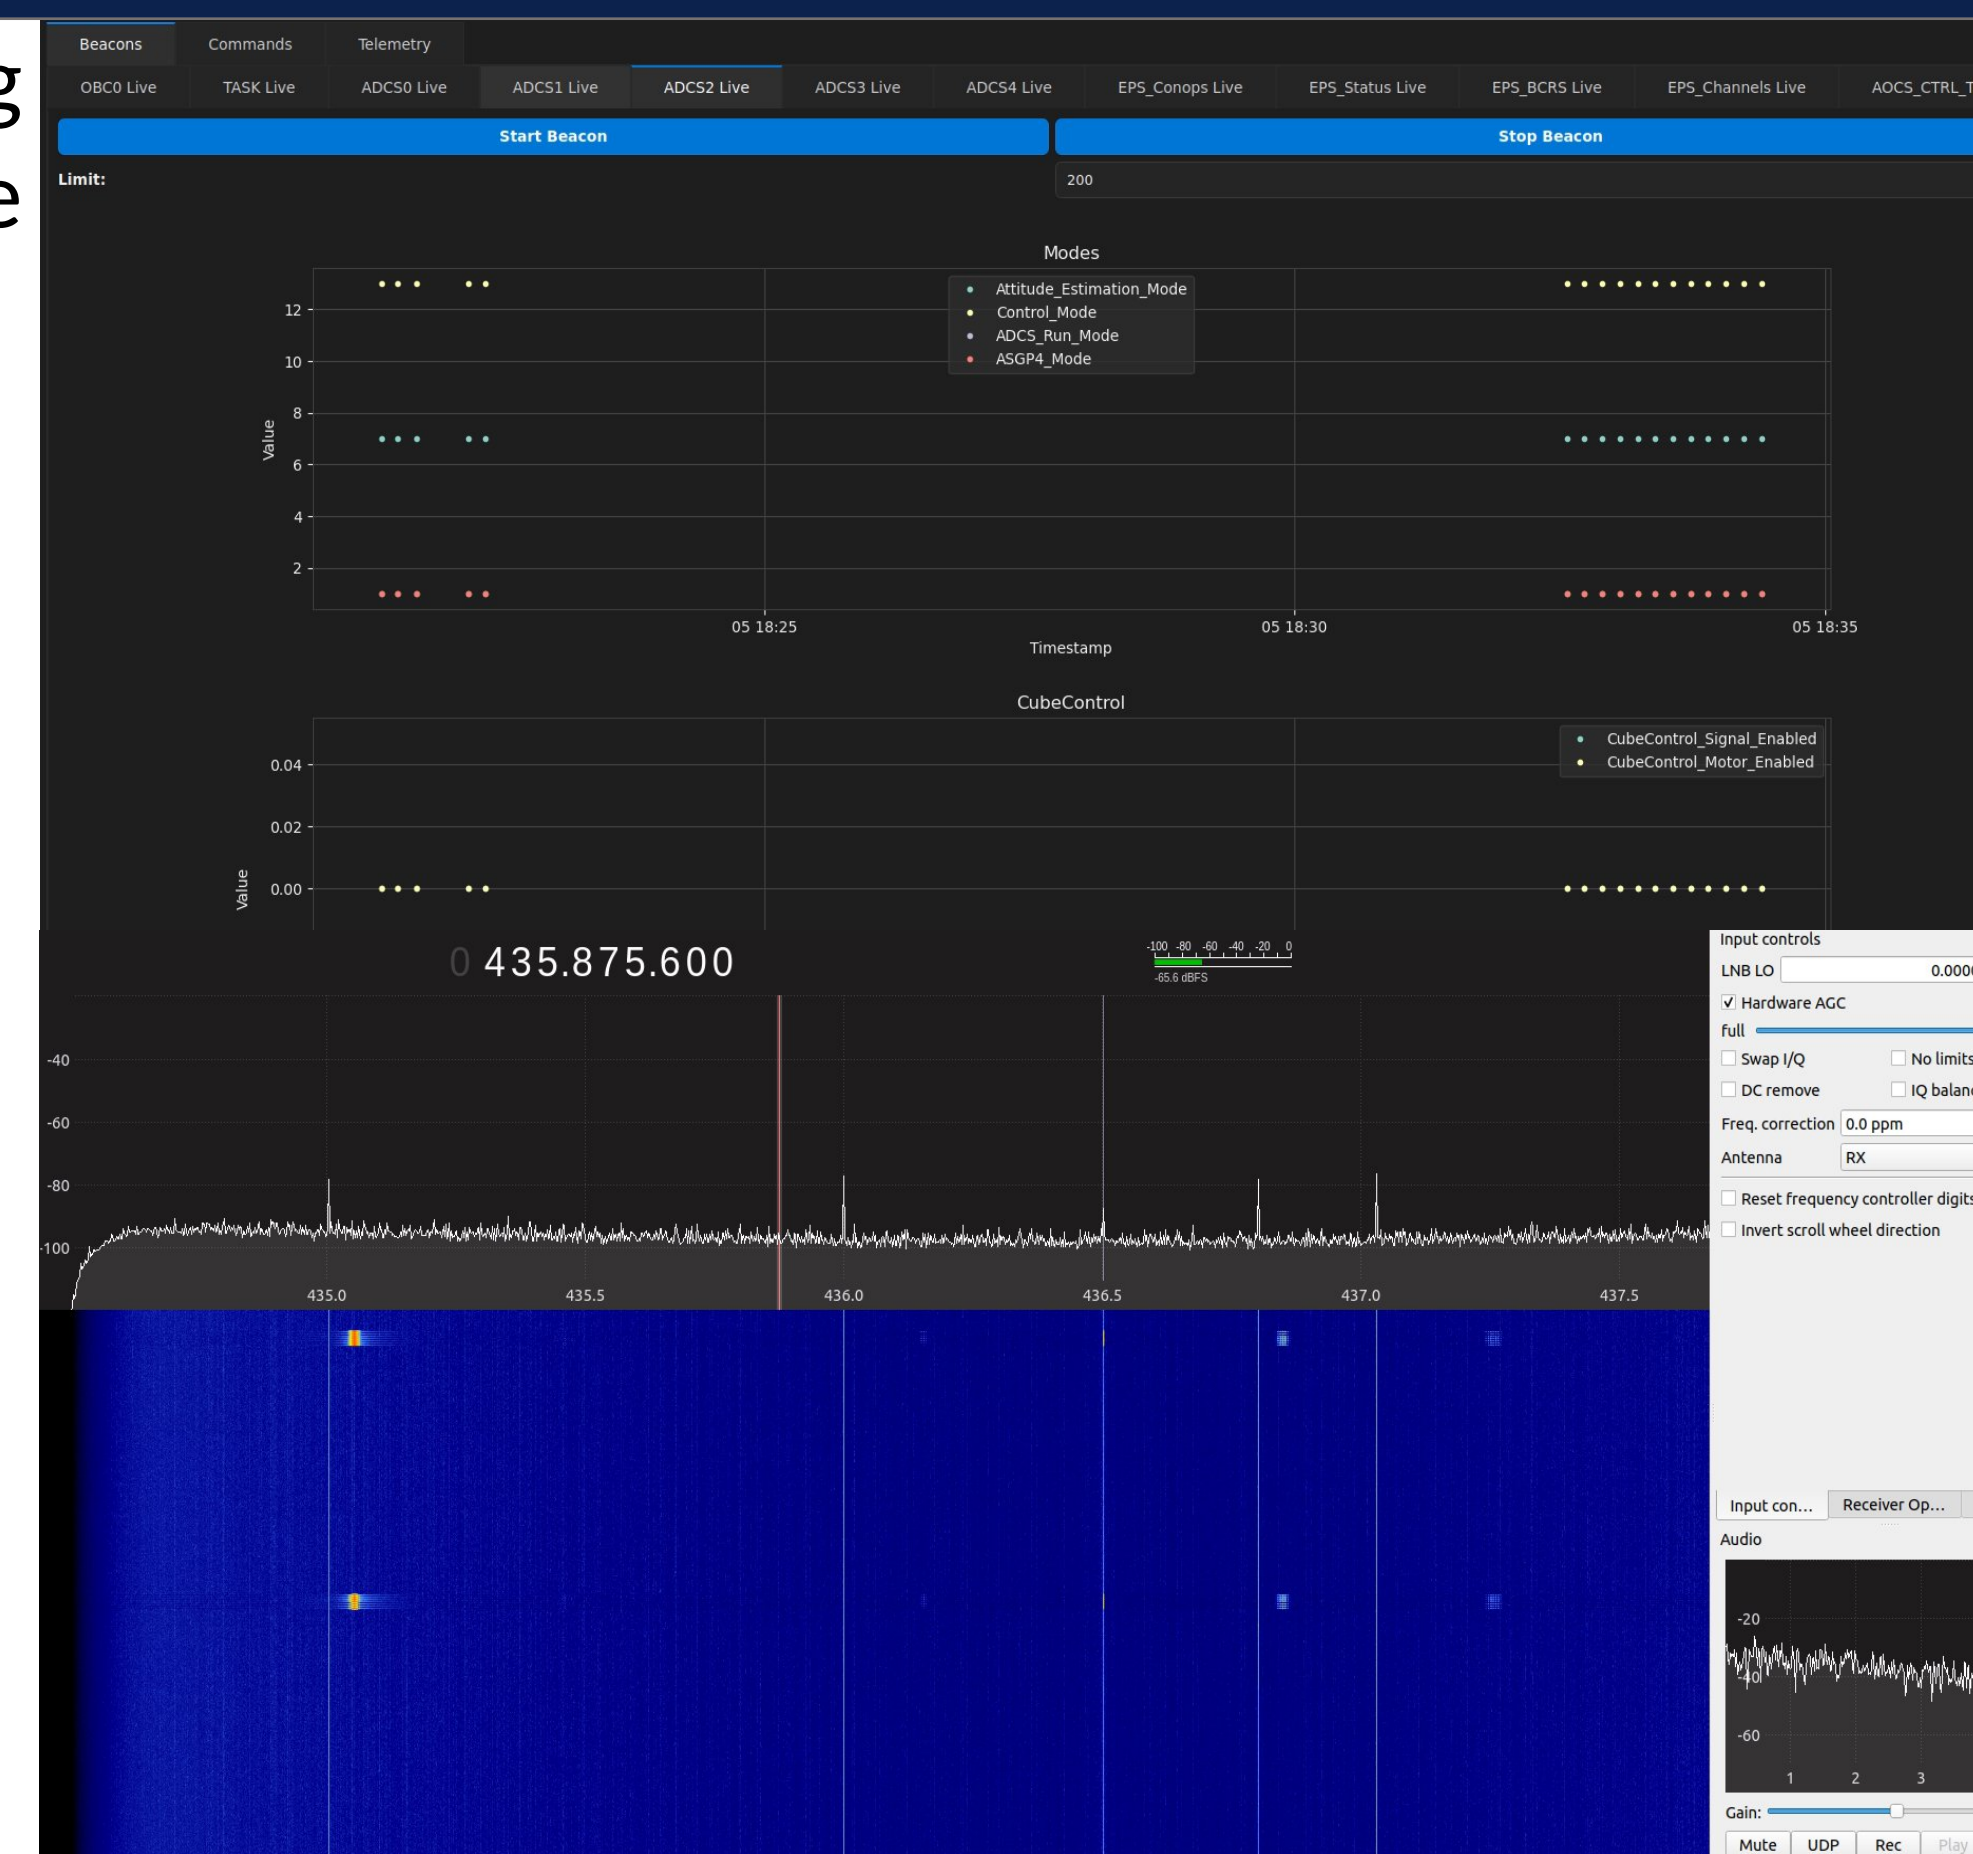 g
e
Beacons Commands Telemetry
OBC0 Live TASK Live ADCS0 Live ADCS1 Live ADCS2 Live ADCS3 Live ADCS4 Live EPS_Conops Live EPS_Status Live EPS_BCRS Live EPS_Channels Live AOCS_CTRL_T
Start Beacon Stop Beacon
Limit: 200
Modes
Attitude_Estimation_Mode
Control_Mode
ADCS_Run_Mode
ASGP4_Mode
12
10
8
6
4
2
Value
05 18:25 05 18:30 05 18:35
Timestamp
CubeControl
CubeControl_Signal_Enabled
CubeControl_Motor_Enabled
0.04
0.02
0.00
Value
0 435.875.600
-100 -80 -60 -40 -20 0
-65.6 dBFS
-40
-60
-80
-100
435.0 435.5 436.0 436.5 437.0 437.5
Input controls
LNB LO 0.000
Hardware AGC
full
Swap I/Q No limits
DC remove IQ balan
Freq. correction 0.0 ppm
Antenna RX
Reset frequency controller digits
Invert scroll wheel direction
Input con... Receiver Op...
Audio
-20
-40
-60
1 2 3
Gain:
Mute UDP Rec Play